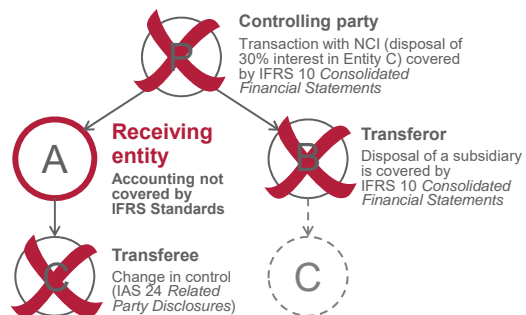 Controlling party
Transaction with NCI (disposal of
30% interest in Entity C) covered
by IFRS 10 Consolidated
Financial Statements
P
A
Receiving
entity
Accounting not
covered by
IFRS Standards
B
Transferor
Disposal of a subsidiary
is covered by
IFRS 10 Consolidated
Financial Statements
C
Transferee
Change in control
(IAS 24 Related
Party Disclosures)
C